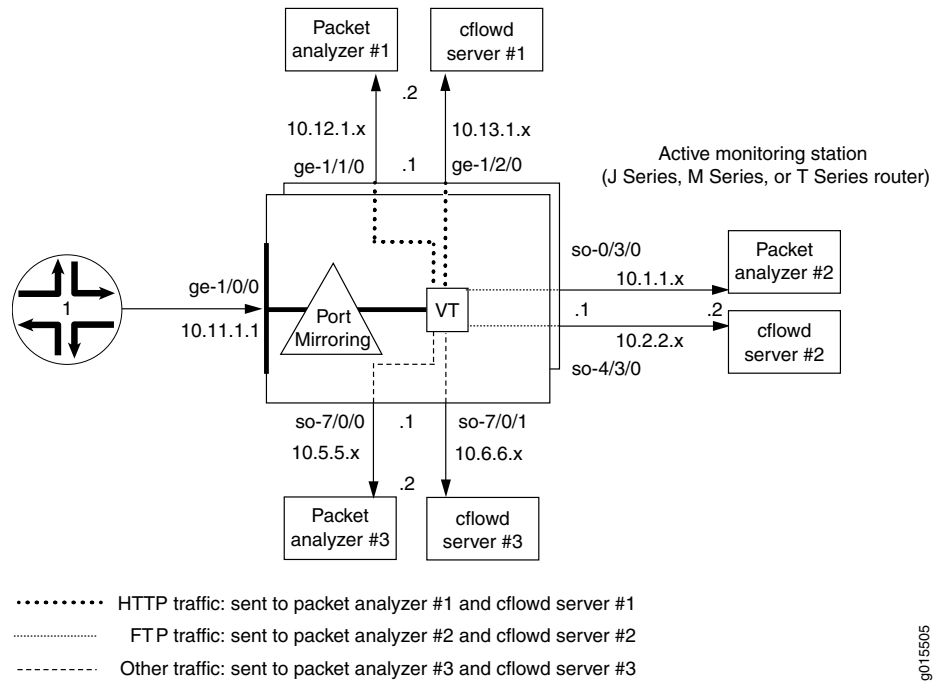 Packet
analyzer #1
cflowd
server #1
.2
10.12.1.x
10.13.1.x
ge-1/1/0
.1
ge-1/2/0
Active monitoring station
(J Series, M Series, or T Series router)
so-0/3/0
Packet
analyzer #2
10.1.1.x
ge-1/0/0
1
10.11.1.1
Port
Mirroring
VT
.1
.2
10.2.2.x
cflowd
server #2
so-4/3/0
so-7/0/0
.1
so-7/0/1
10.5.5.x
10.6.6.x
.2
Packet
analyzer #3
cflowd
server #3
HTTP traffic: sent to packet analyzer #1 and cflowd server #1
FTP traffic: sent to packet analyzer #2 and cflowd server #2
Other traffic: sent to packet analyzer #3 and cflowd server #3
g015505